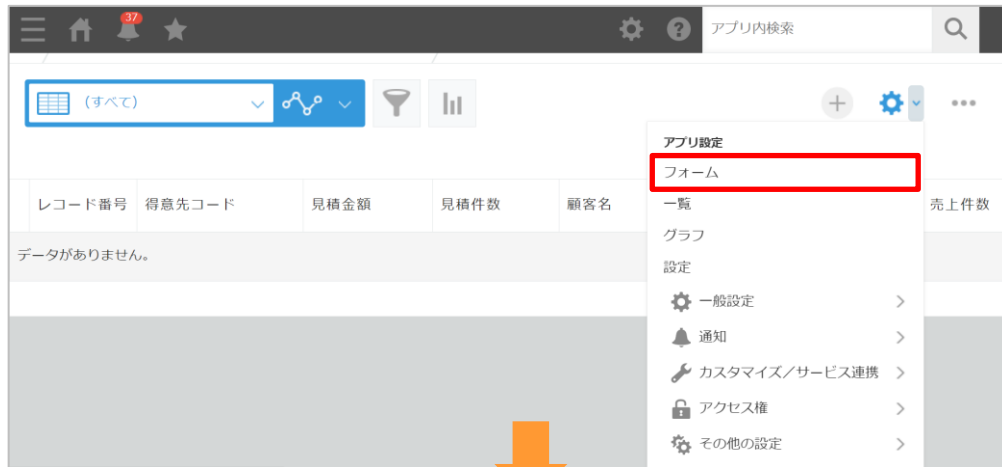 37
アプリ内検索
(すべて)
アプリ設定
フォーム
レコード番号 得意先コード 見積金額 見積件数 顧客名 一覧 売上件数
グラフ
データがありません。
設定
一般設定
通知
カスタマイズ／サービス連携
アクセス権
その他の設定